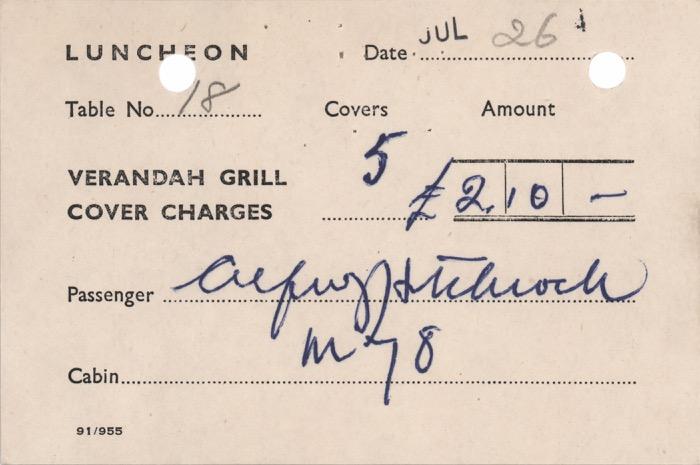 LUNCHEON Date JUL 26
Table No. 18 Covers Amount
VERANDAH GRILL 5
COVER CHARGES £2.10 -
Passenger Alfred Hitchcock
M 78
Cabin
91/955